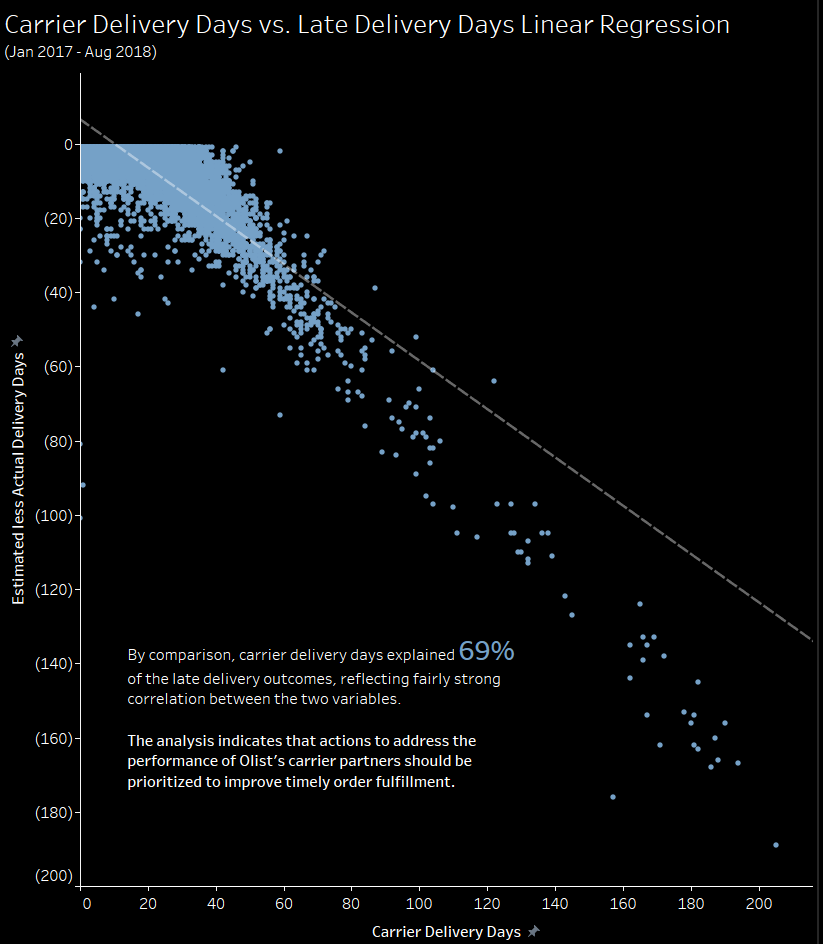 Carrier Delivery Days vs. Late Delivery Days Linear Regression
(Jan 2017 - Aug 2018)
0
(20)
(40)
(60)
(80)
(100)
(120)
(140)
(160)
(180)
(200)
Estimated less Actual Delivery Days
By comparison, carrier delivery days explained 69%
of the late delivery outcomes, reflecting fairly strong
correlation between the two variables.
The analysis indicates that actions to address the
performance of Olist's carrier partners should be
prioritized to improve timely order fulfillment.
0 20 40 60 80 100 120 140 160 180 200
Carrier Delivery Days